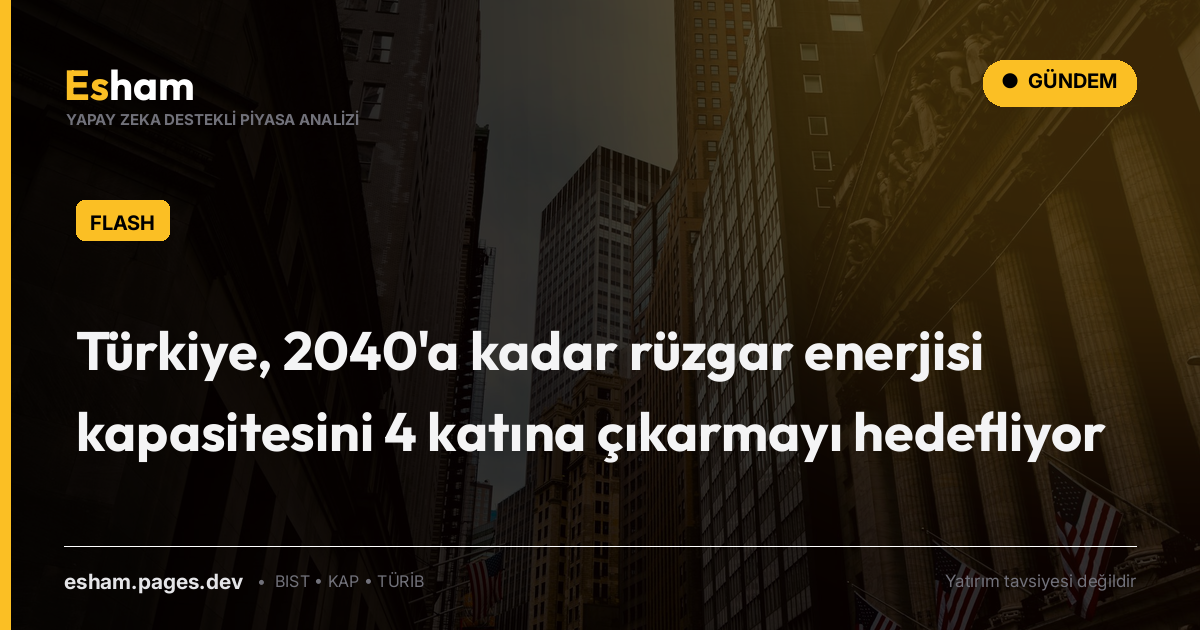 Esham
YAPAY ZEKA DESTEKLİ PİYASA ANALİZİ
● GÜNDEM
FLASH
Türkiye, 2040'a kadar rüzgar enerjisi
kapasitesini 4 katına çıkarmayı hedefliyor
esham.pages.dev • BIST • KAP • TÜRİB
Yatırım tavsiyesi değildir